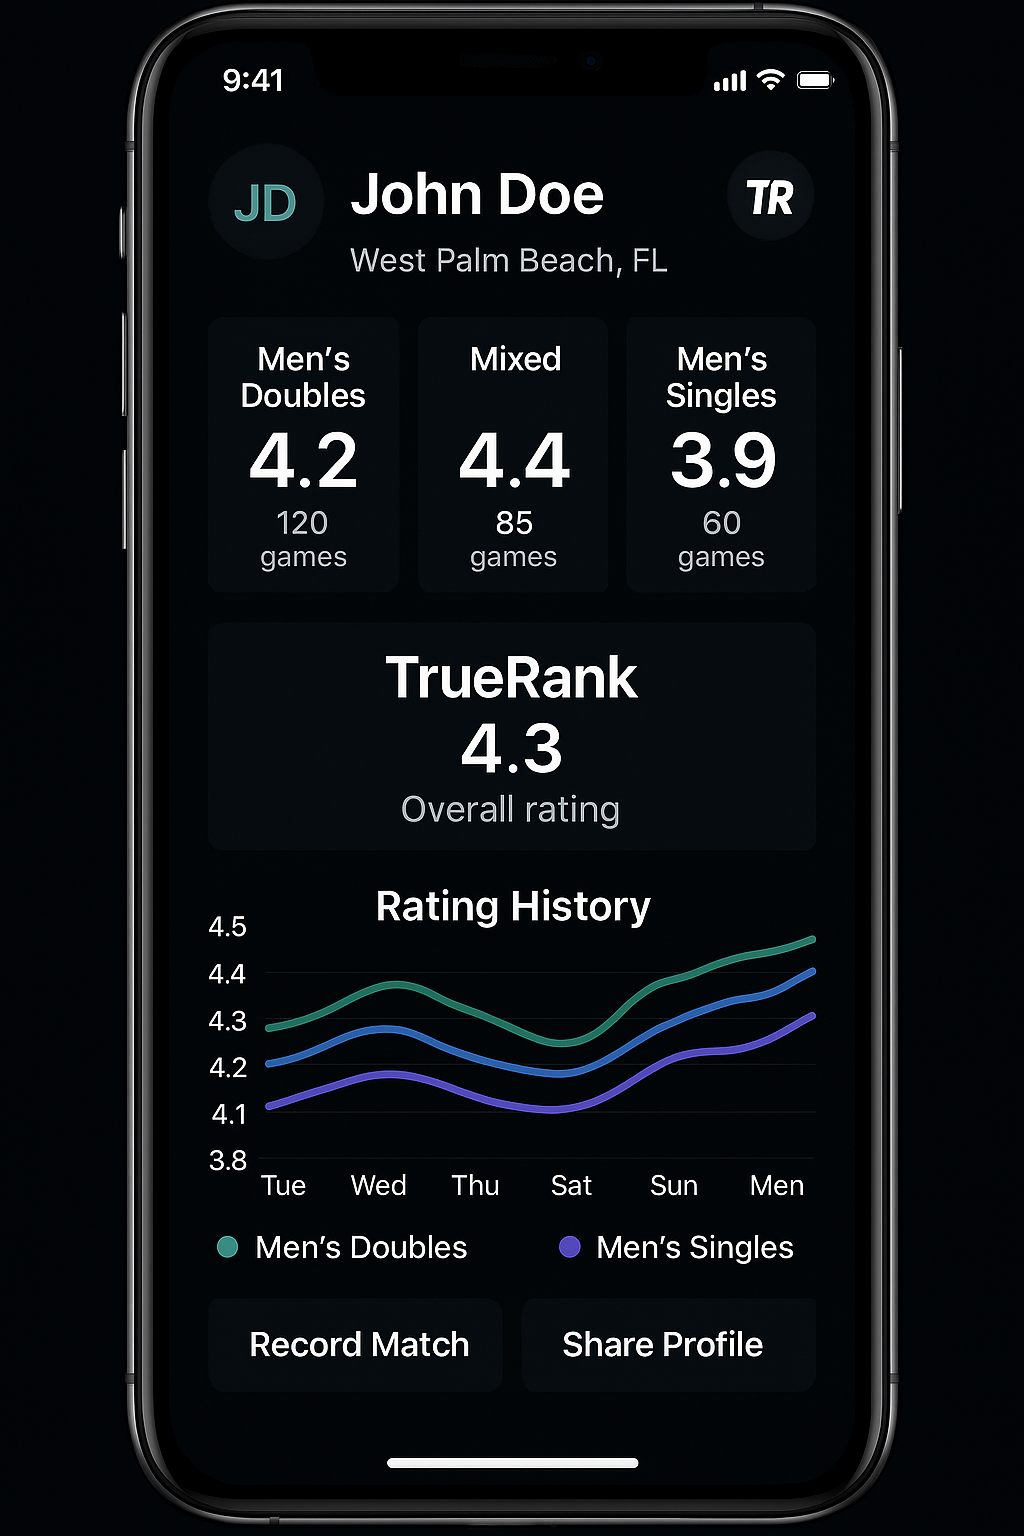 9:41
JD
John Doe
TR
West Palm Beach, FL
Men's
Doubles
4.2
120
games
Mixed
4.4
85
games
Men's
Singles
3.9
60
games
TrueRank
4.3
Overall rating
Rating History
4.5
4.4
4.3
4.2
4.1
3.8
Tue Wed Thu Sat Sun Men
Men's Doubles
Men's Singles
Record Match
Share Profile